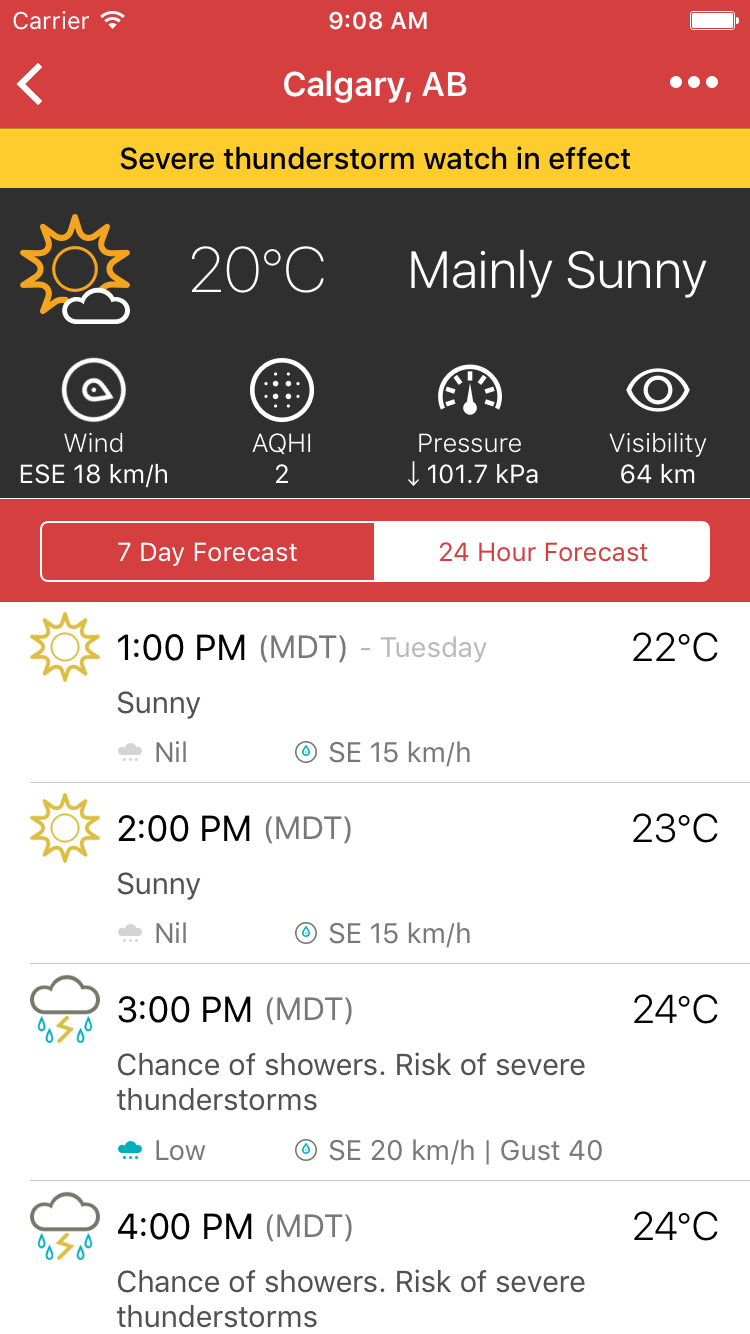 Carrier 9:08 AM
Calgary, AB
Severe thunderstorm watch in effect
20°C Mainly Sunny
Wind AQHI Pressure Visibility
ESE 18 km/h 2 ↓101.7 kPa 64 km
7 Day Forecast 24 Hour Forecast
1:00 PM (MDT) - Tuesday 22°C
Sunny
Nil SE 15 km/h
2:00 PM (MDT) 23°C
Sunny
Nil SE 15 km/h
3:00 PM (MDT) 24°C
Chance of showers. Risk of severe
thunderstorms
Low SE 20 km/h | Gust 40
4:00 PM (MDT) 24°C
Chance of showers. Risk of severe
thunderstorms